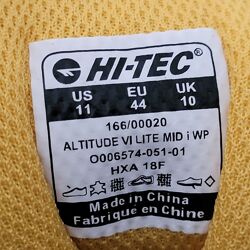 HI-TEC
US EU UK
11 44 10
166/00020
ALTITUDE VI LITE MID i WP
O006574-051-01
HXA 18F
Made in China
Fabriqué en Chine